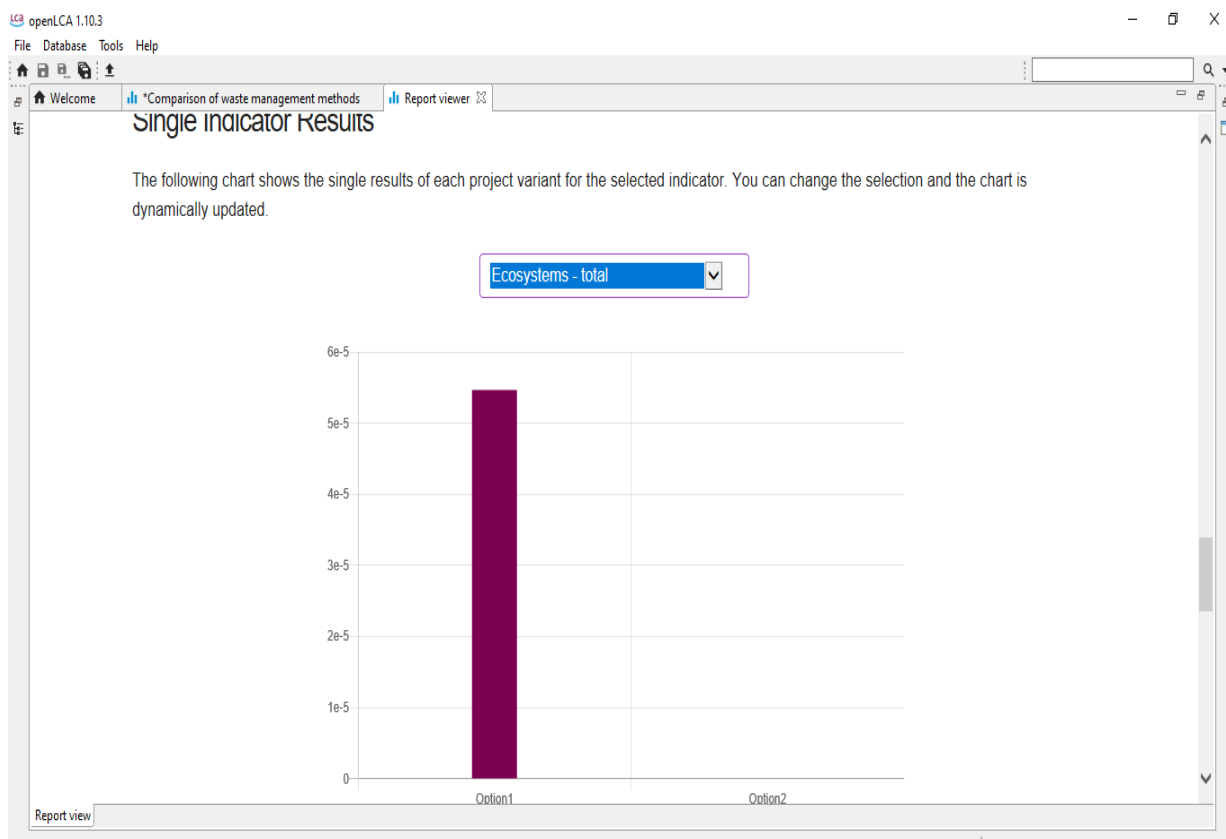 LCA openLCA 1.10.3
File Database Tools Help
Welcome *Comparison of waste management methods Report viewer
Single Indicator Results
The following chart shows the single results of each project variant for the selected indicator. You can change the selection and the chart is
dynamically updated.
Ecosystems - total
6e-5
5e-5
4e-5
3e-5
2e-5
1e-5
0
Option1 Option2
Report view